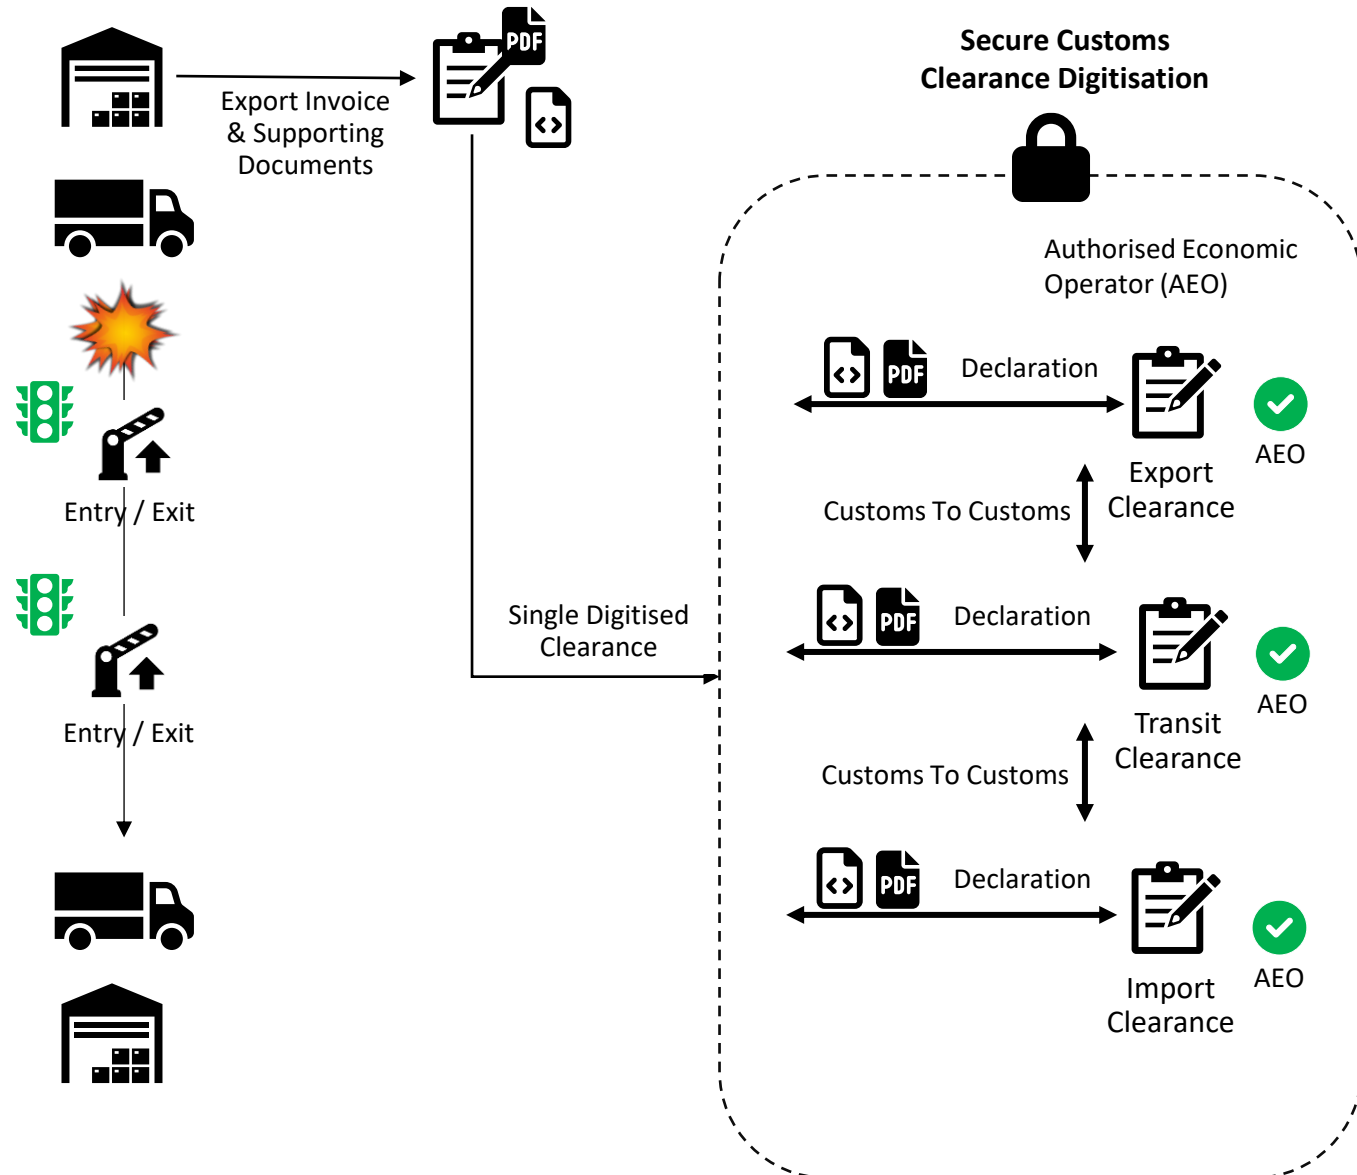 Secure Customs
Clearance Digitisation
PDF
Export Invoice
& Supporting
Documents
Authorised Economic
Operator (AEO)
PDF
Declaration
AEO
Export
Clearance
Customs To Customs
Entry / Exit
Single Digitised
Clearance
PDF
Declaration
AEO
Transit
Clearance
Entry / Exit
Customs To Customs
PDF
Declaration
AEO
Import
Clearance